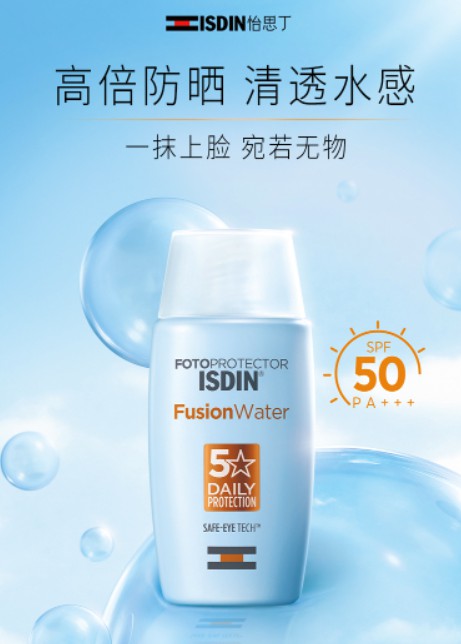 ISDIN怡思丁
高倍防晒 清透水感
一抹上脸 宛若无物
FOTOPROTECTOR
ISDIN®
FusionWater
5☆
DAILY
PROTECTION
SAFE-EYE TECH™
SPF
50
PA+++